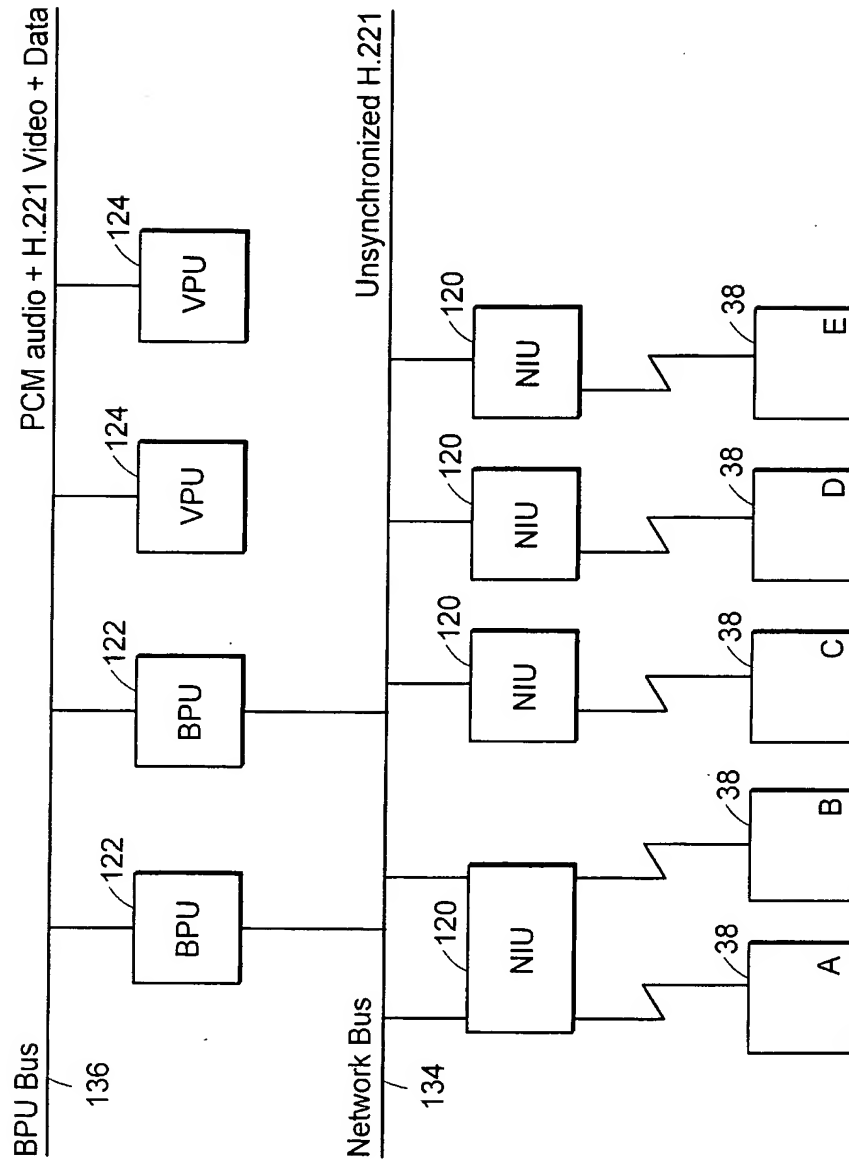 BPU Bus
PCM audio + H.221 Video + Data
136
122
BPU
122
BPU
124
VPU
124
VPU
Network Bus
Unsynchronized H.221
134
120
NIU
120
NIU
120
NIU
120
NIU
38
A
38
B
38
C
38
D
38
E